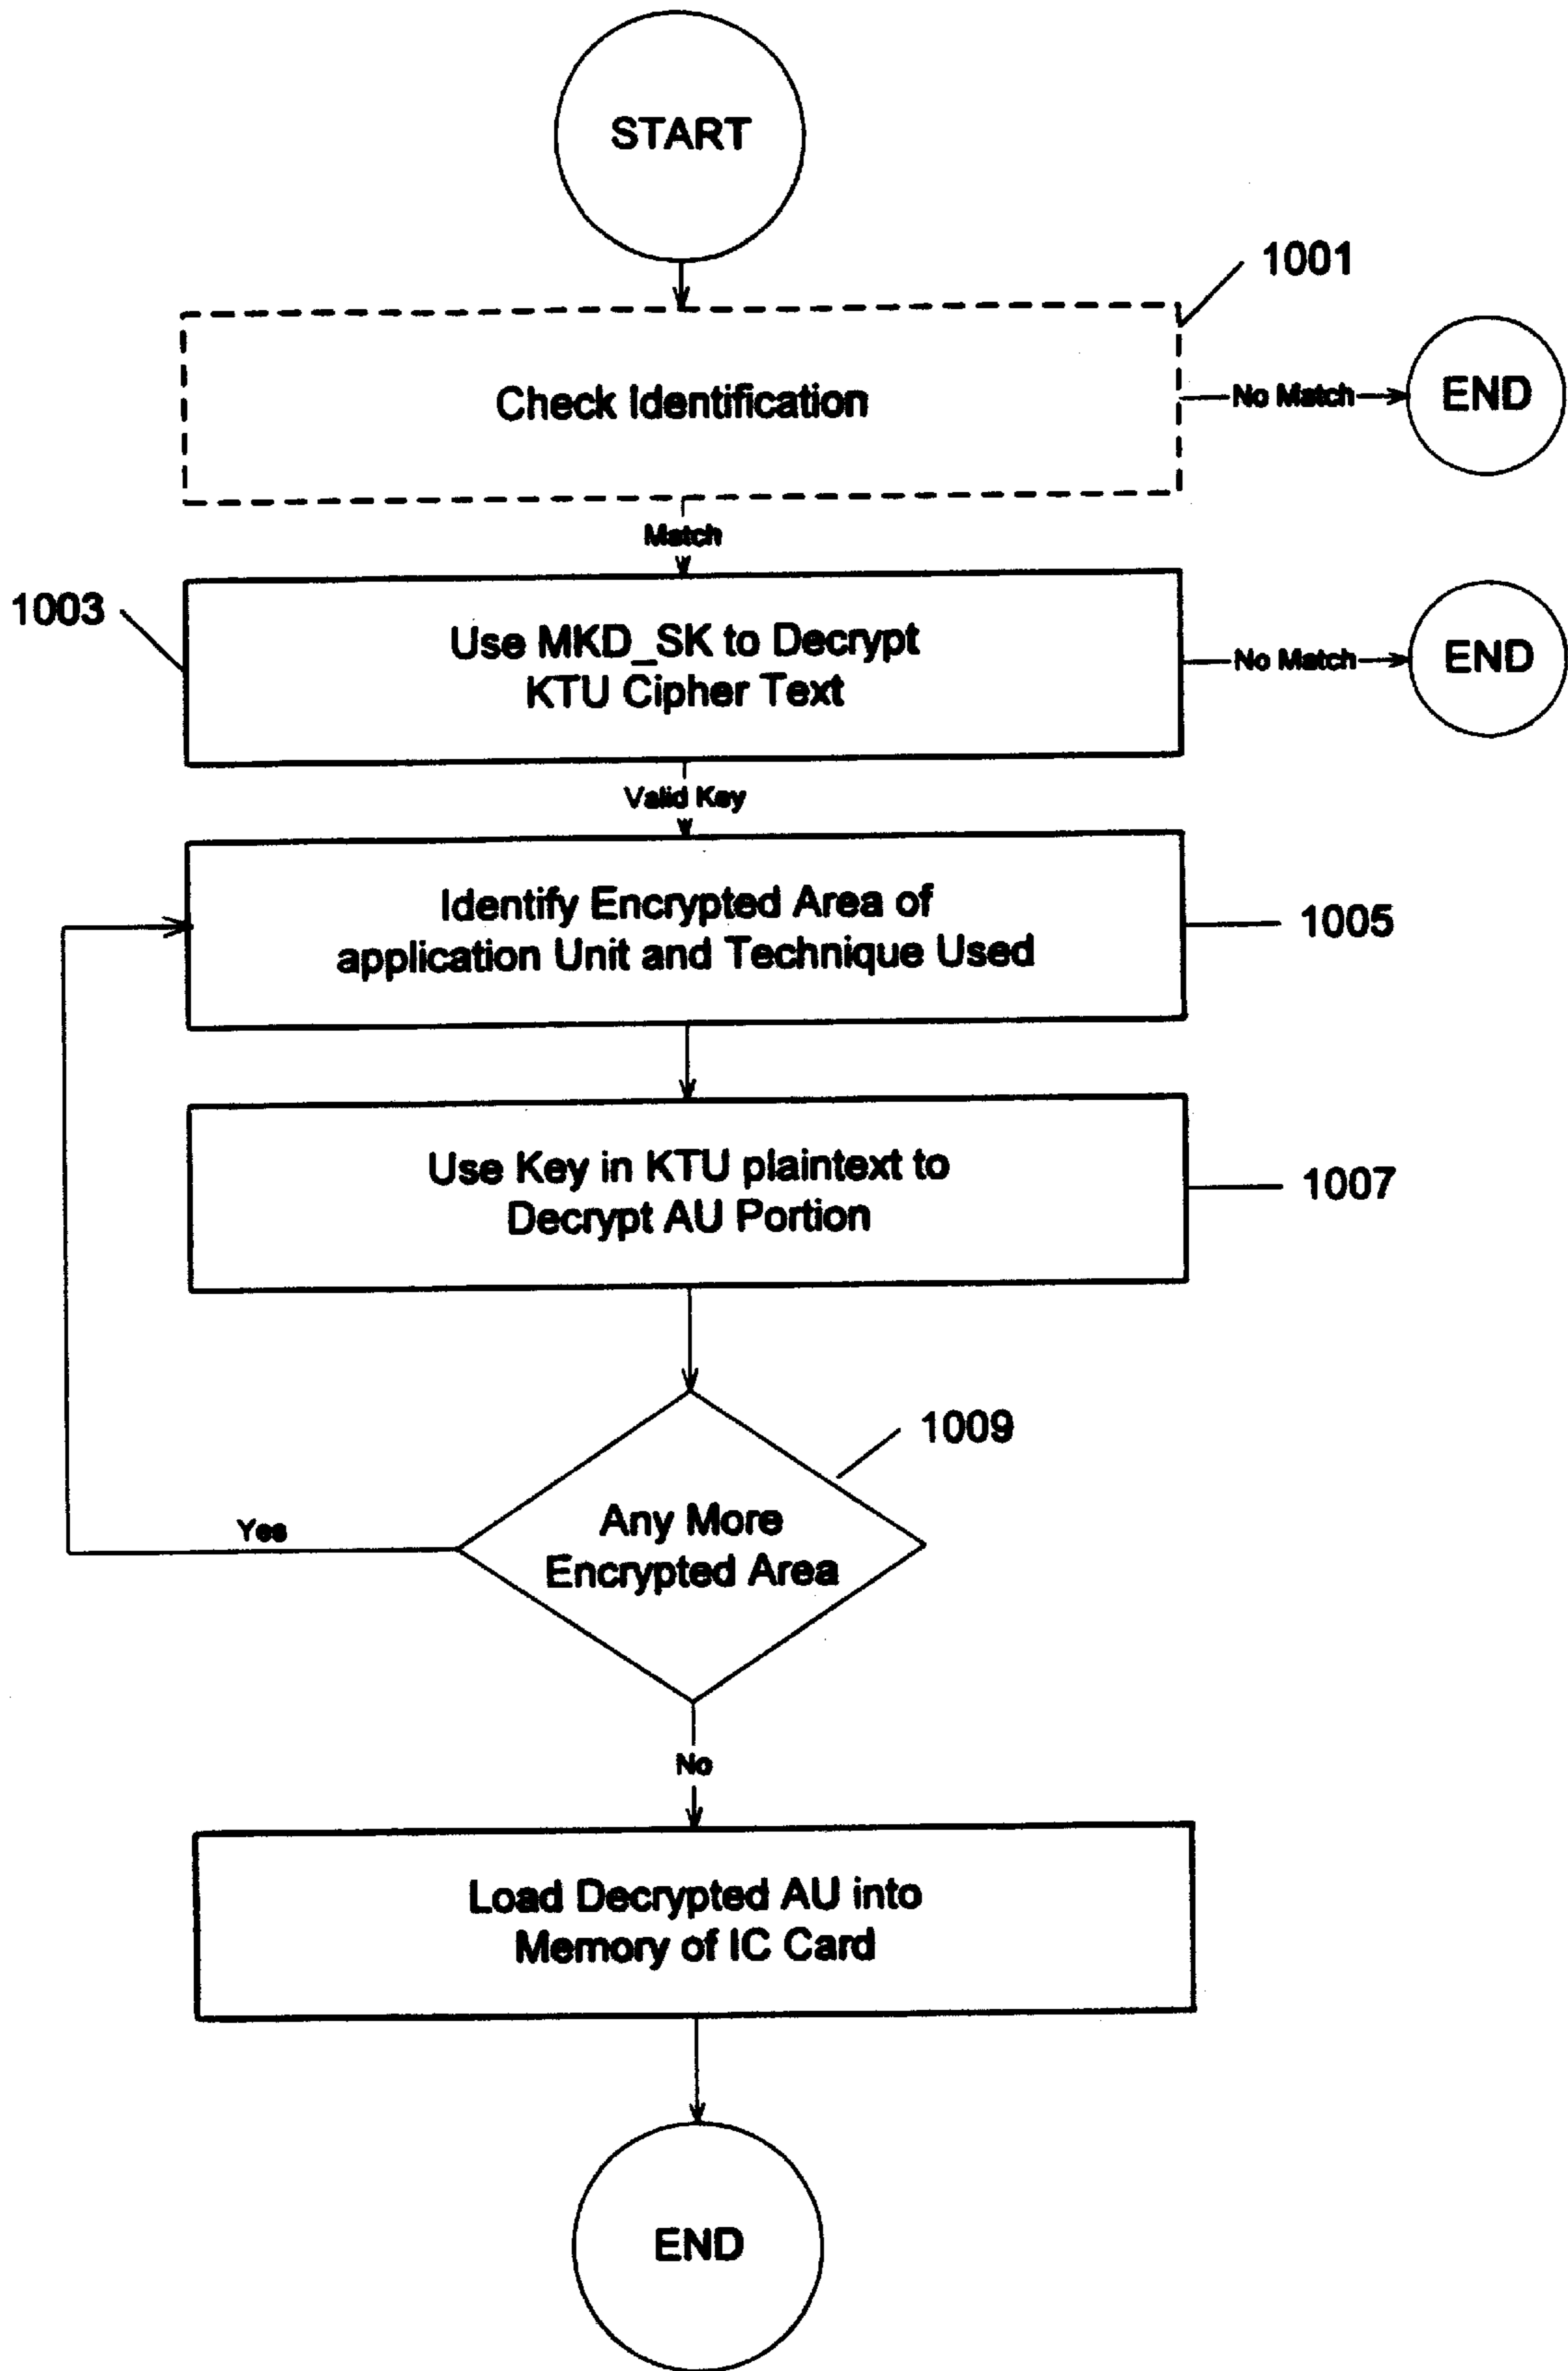 START
1001
Check Identification
No Match
END
Match
1003
Use MKD_SK to Decrypt
KTU Cipher Text
No Match
END
Valid Key
Identify Encrypted Area of
application Unit and Technique Used
1005
Use Key in KTU plaintext to
Decrypt AU Portion
1007
1009
Any More
Encrypted Area
Yes
No
Load Decrypted AU into
Memory of IC Card
END